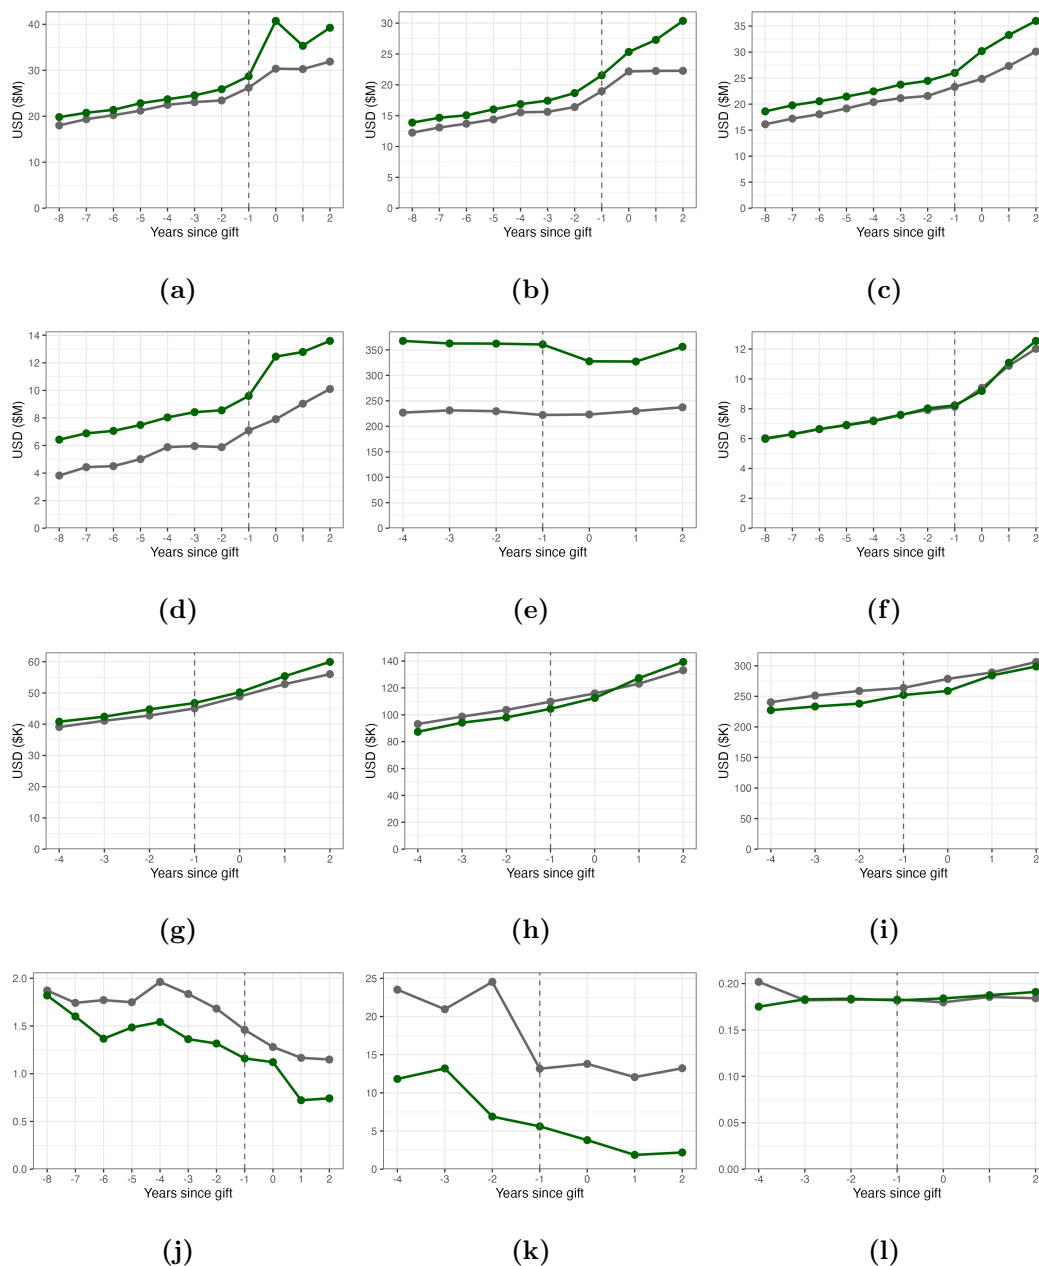 USD ($M)
40
30
20
10
0
-8 -7 -6 -5 -4 -3 -2 -1 0 1 2
Years since gift
(a)
USD ($M)
30
25
20
15
10
5
0
-8 -7 -6 -5 -4 -3 -2 -1 0 1 2
Years since gift
(b)
USD ($M)
35
30
25
20
15
10
5
0
-8 -7 -6 -5 -4 -3 -2 -1 0 1 2
Years since gift
(c)
USD ($M)
14
12
10
8
6
4
2
0
-8 -7 -6 -5 -4 -3 -2 -1 0 1 2
Years since gift
(d)
USD ($M)
350
300
250
200
150
100
50
0
-4 -3 -2 -1 0 1 2
Years since gift
(e)
USD ($M)
12
10
8
6
4
2
0
-8 -7 -6 -5 -4 -3 -2 -1 0 1 2
Years since gift
(f)
USD ($K)
60
50
40
30
20
10
0
-4 -3 -2 -1 0 1 2
Years since gift
(g)
USD ($K)
140
120
100
80
60
40
20
0
-4 -3 -2 -1 0 1 2
Years since gift
(h)
USD ($K)
300
250
200
150
100
50
0
-4 -3 -2 -1 0 1 2
Years since gift
(i)
2.0
1.5
1.0
0.5
0.0
-8 -7 -6 -5 -4 -3 -2 -1 0 1 2
Years since gift
(j)
25
20
15
10
5
0
-4 -3 -2 -1 0 1 2
Years since gift
(k)
0.20
0.15
0.10
0.05
0.00
-4 -3 -2 -1 0 1 2
Years since gift
(l)